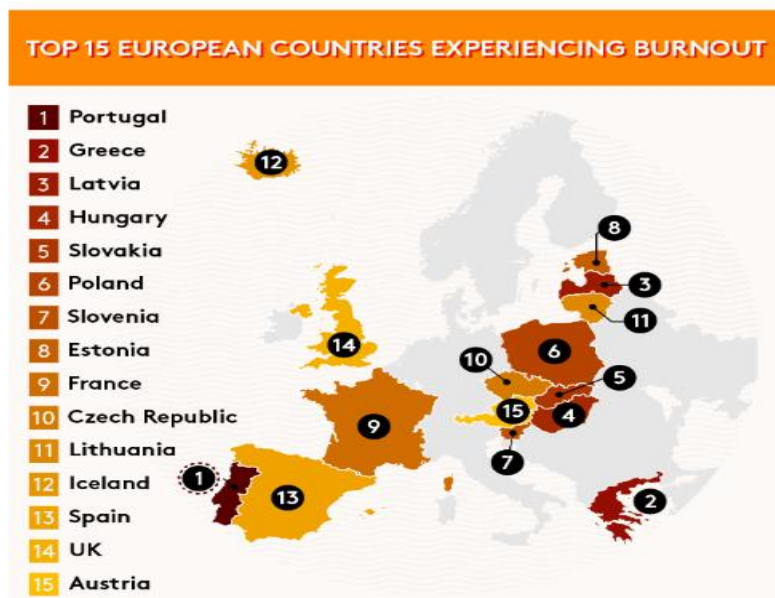 TOP 15 EUROPEAN COUNTRIES EXPERIENCING BURNOUT
1 Portugal
2 Greece
3 Latvia
4 Hungary
5 Slovakia
6 Poland
7 Slovenia
8 Estonia
9 France
10 Czech Republic
11 Lithuania
12 Iceland
13 Spain
14 UK
15 Austria
12
8
3
11
14
6
10
5
15
4
9
7
1
13
2